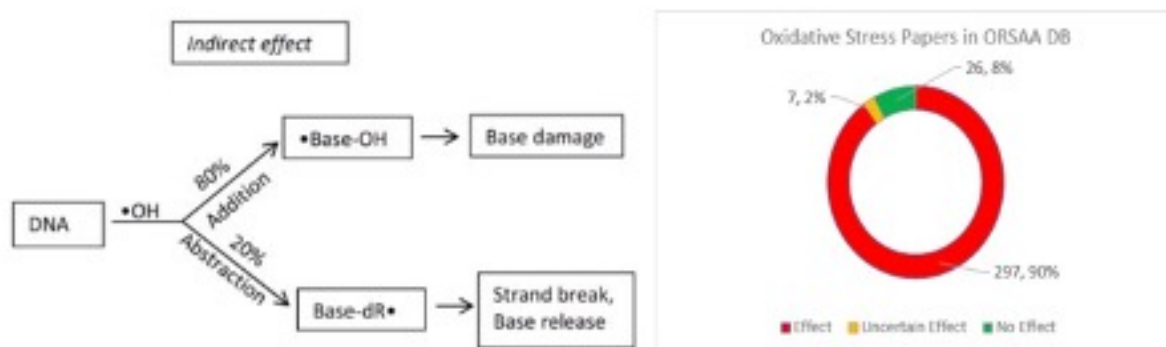 Indirect effect
•Base-OH
Base damage
80%
Addition
DNA
•OH
20%
Abstraction
Base-dR•
Strand break,
Base release
Oxidative Stress Papers in ORSAA DB
26, 8%
7, 2%
297, 90%
Effect
Uncertain Effect
No Effect